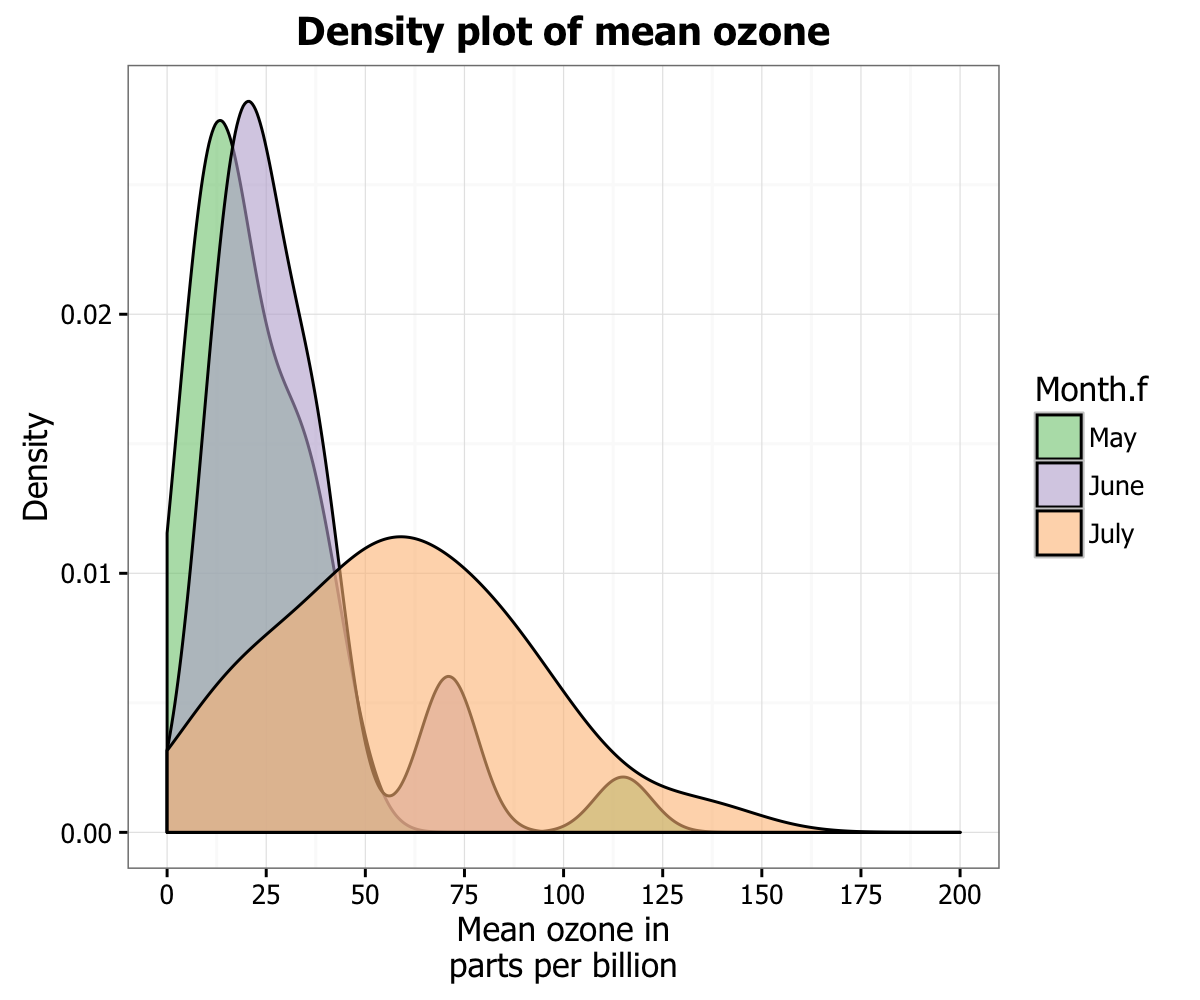 Density plot of mean ozone
Density
0.02
0.01
0.00
0 25 50 75 100 125 150 175 200
Mean ozone in
parts per billion
Month.f
May
June
July